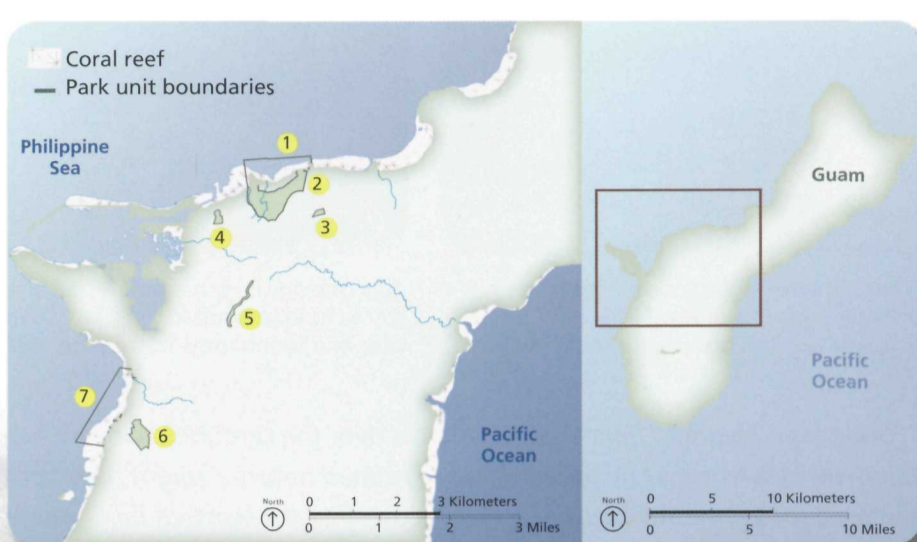 Coral reef
Park unit boundaries
Philippine
Sea
1
2
3
4
5
7
6
Pacific
Ocean
North
0 1 2 3 Kilometers
0 1 2 3 Miles
Guam
Pacific
Ocean
North
0 5 10 Kilometers
0 5 10 Miles